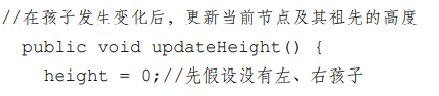 //在孩子发生变化后, 更新当前节点及其祖先的高度
public void updateHeight() {
height = 0;//先假设没有左、右孩子